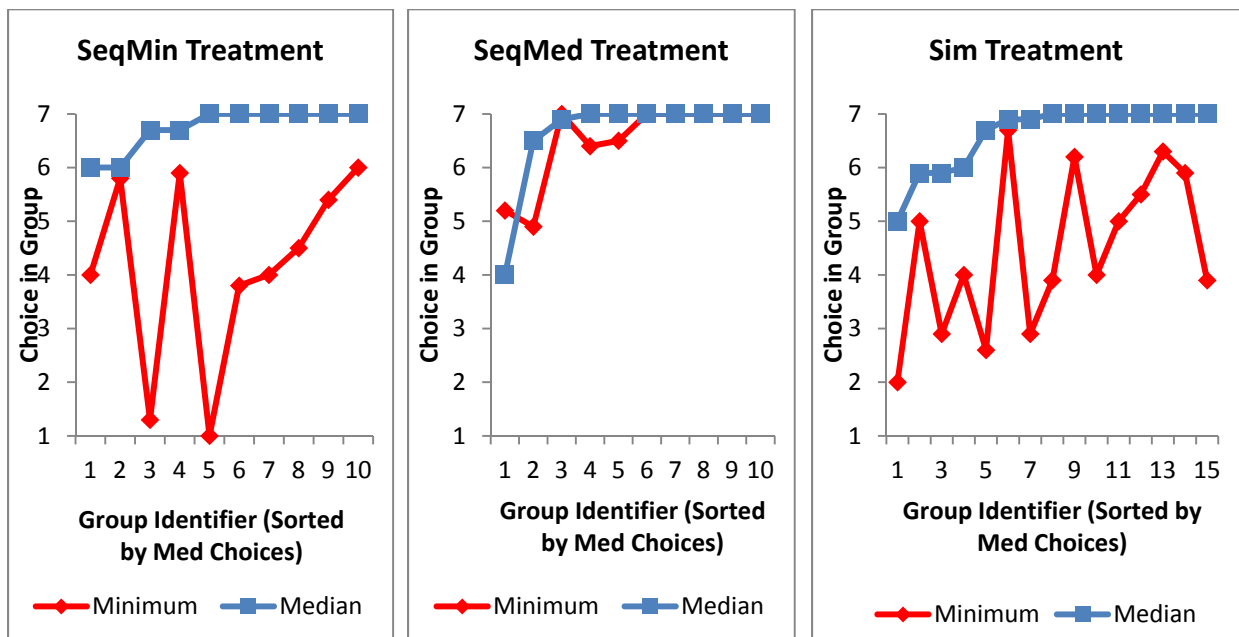 SeqMin Treatment
Choice in Group
7
6
5
4
3
2
1
1 2 3 4 5 6 7 8 9 10
Group Identifier (Sorted
by Med Choices)
Minimum Median
SeqMed Treatment
Choice in Group
7
6
5
4
3
2
1
1 2 3 4 5 6 7 8 9 10
Group Identifier (Sorted
by Med Choices)
Minimum Median
Sim Treatment
Choice in Group
7
6
5
4
3
2
1
1 3 5 7 9 11 13 15
Group Identifier (Sorted by
Med Choices)
Minimum Median